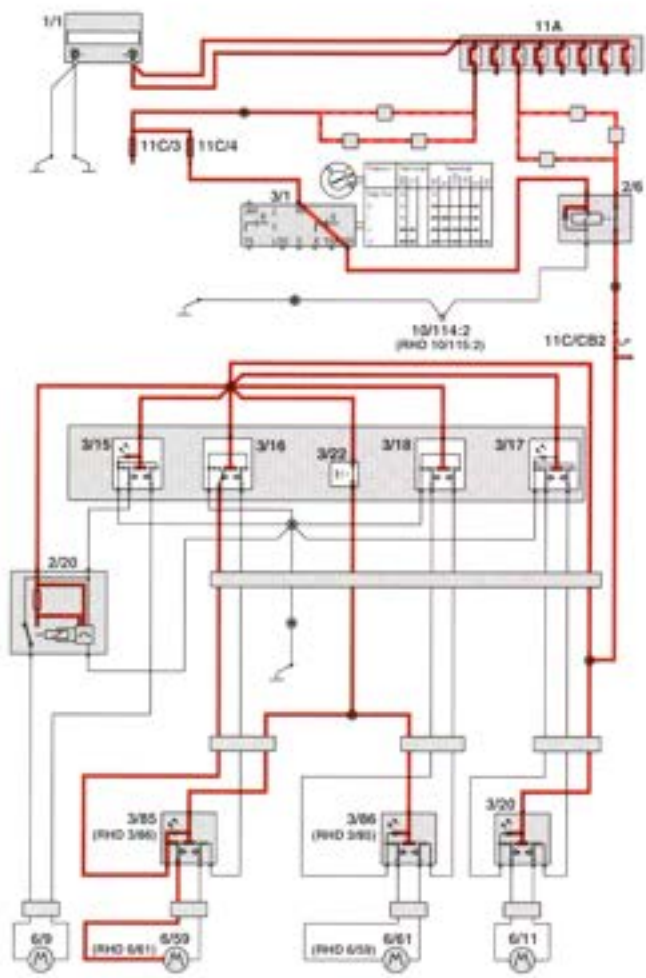 1/1
11A
11C/3
11C/4
3/1
2/6
10/114:2
(RHD 10/115:2)
11C/CB2
3/15
3/16
3/22
3/18
3/17
2/20
3/85
(RHD 3/86)
3/86
(RHD 3/85)
3/20
6/9
(RHD 6/61)
6/59
(RHD 6/59)
6/61
6/11
M
M
M
M